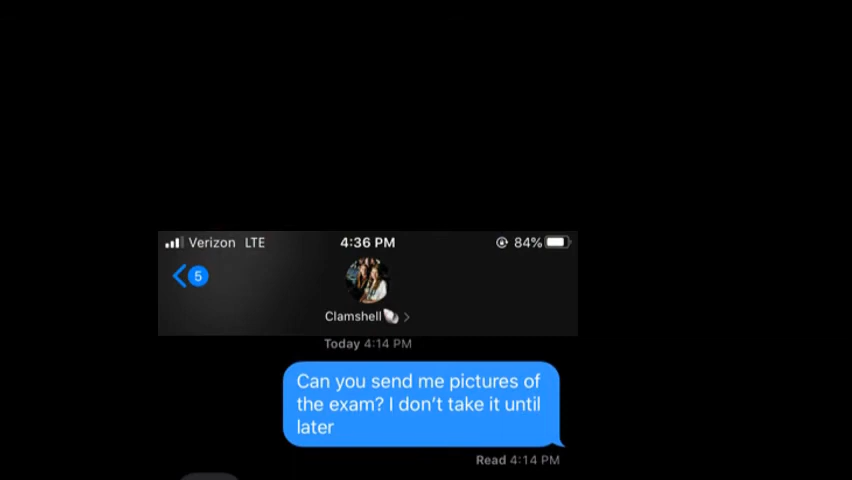 Verizon LTE 4:36 PM 84%
5
Clamshell🐚 >
Today 4:14 PM
Can you send me pictures of
the exam? I don’t take it until
later
Read 4:14 PM